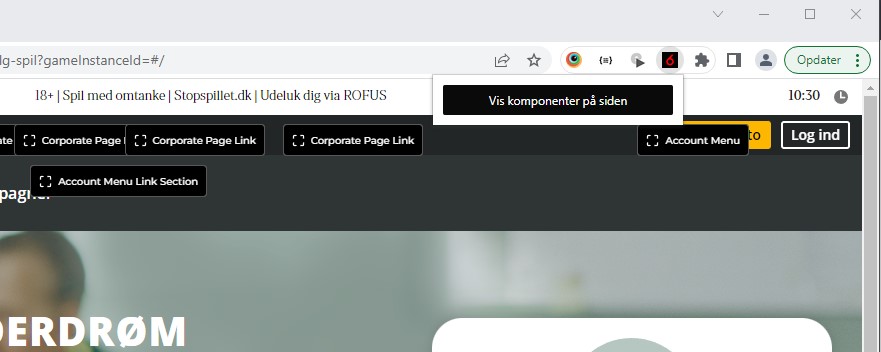 lg-spil?gameInstanceId=#/
{≡}
6
Opdater
Vis komponenter på siden
18+ | Spil med omtanke | Stopspillet.dk | Udeluk dig via ROFUS
10:30
ate
Corporate Page
Corporate Page Link
Corporate Page Link
Account Menu
to
Log ind
Account Menu Link Section
DERDRØM